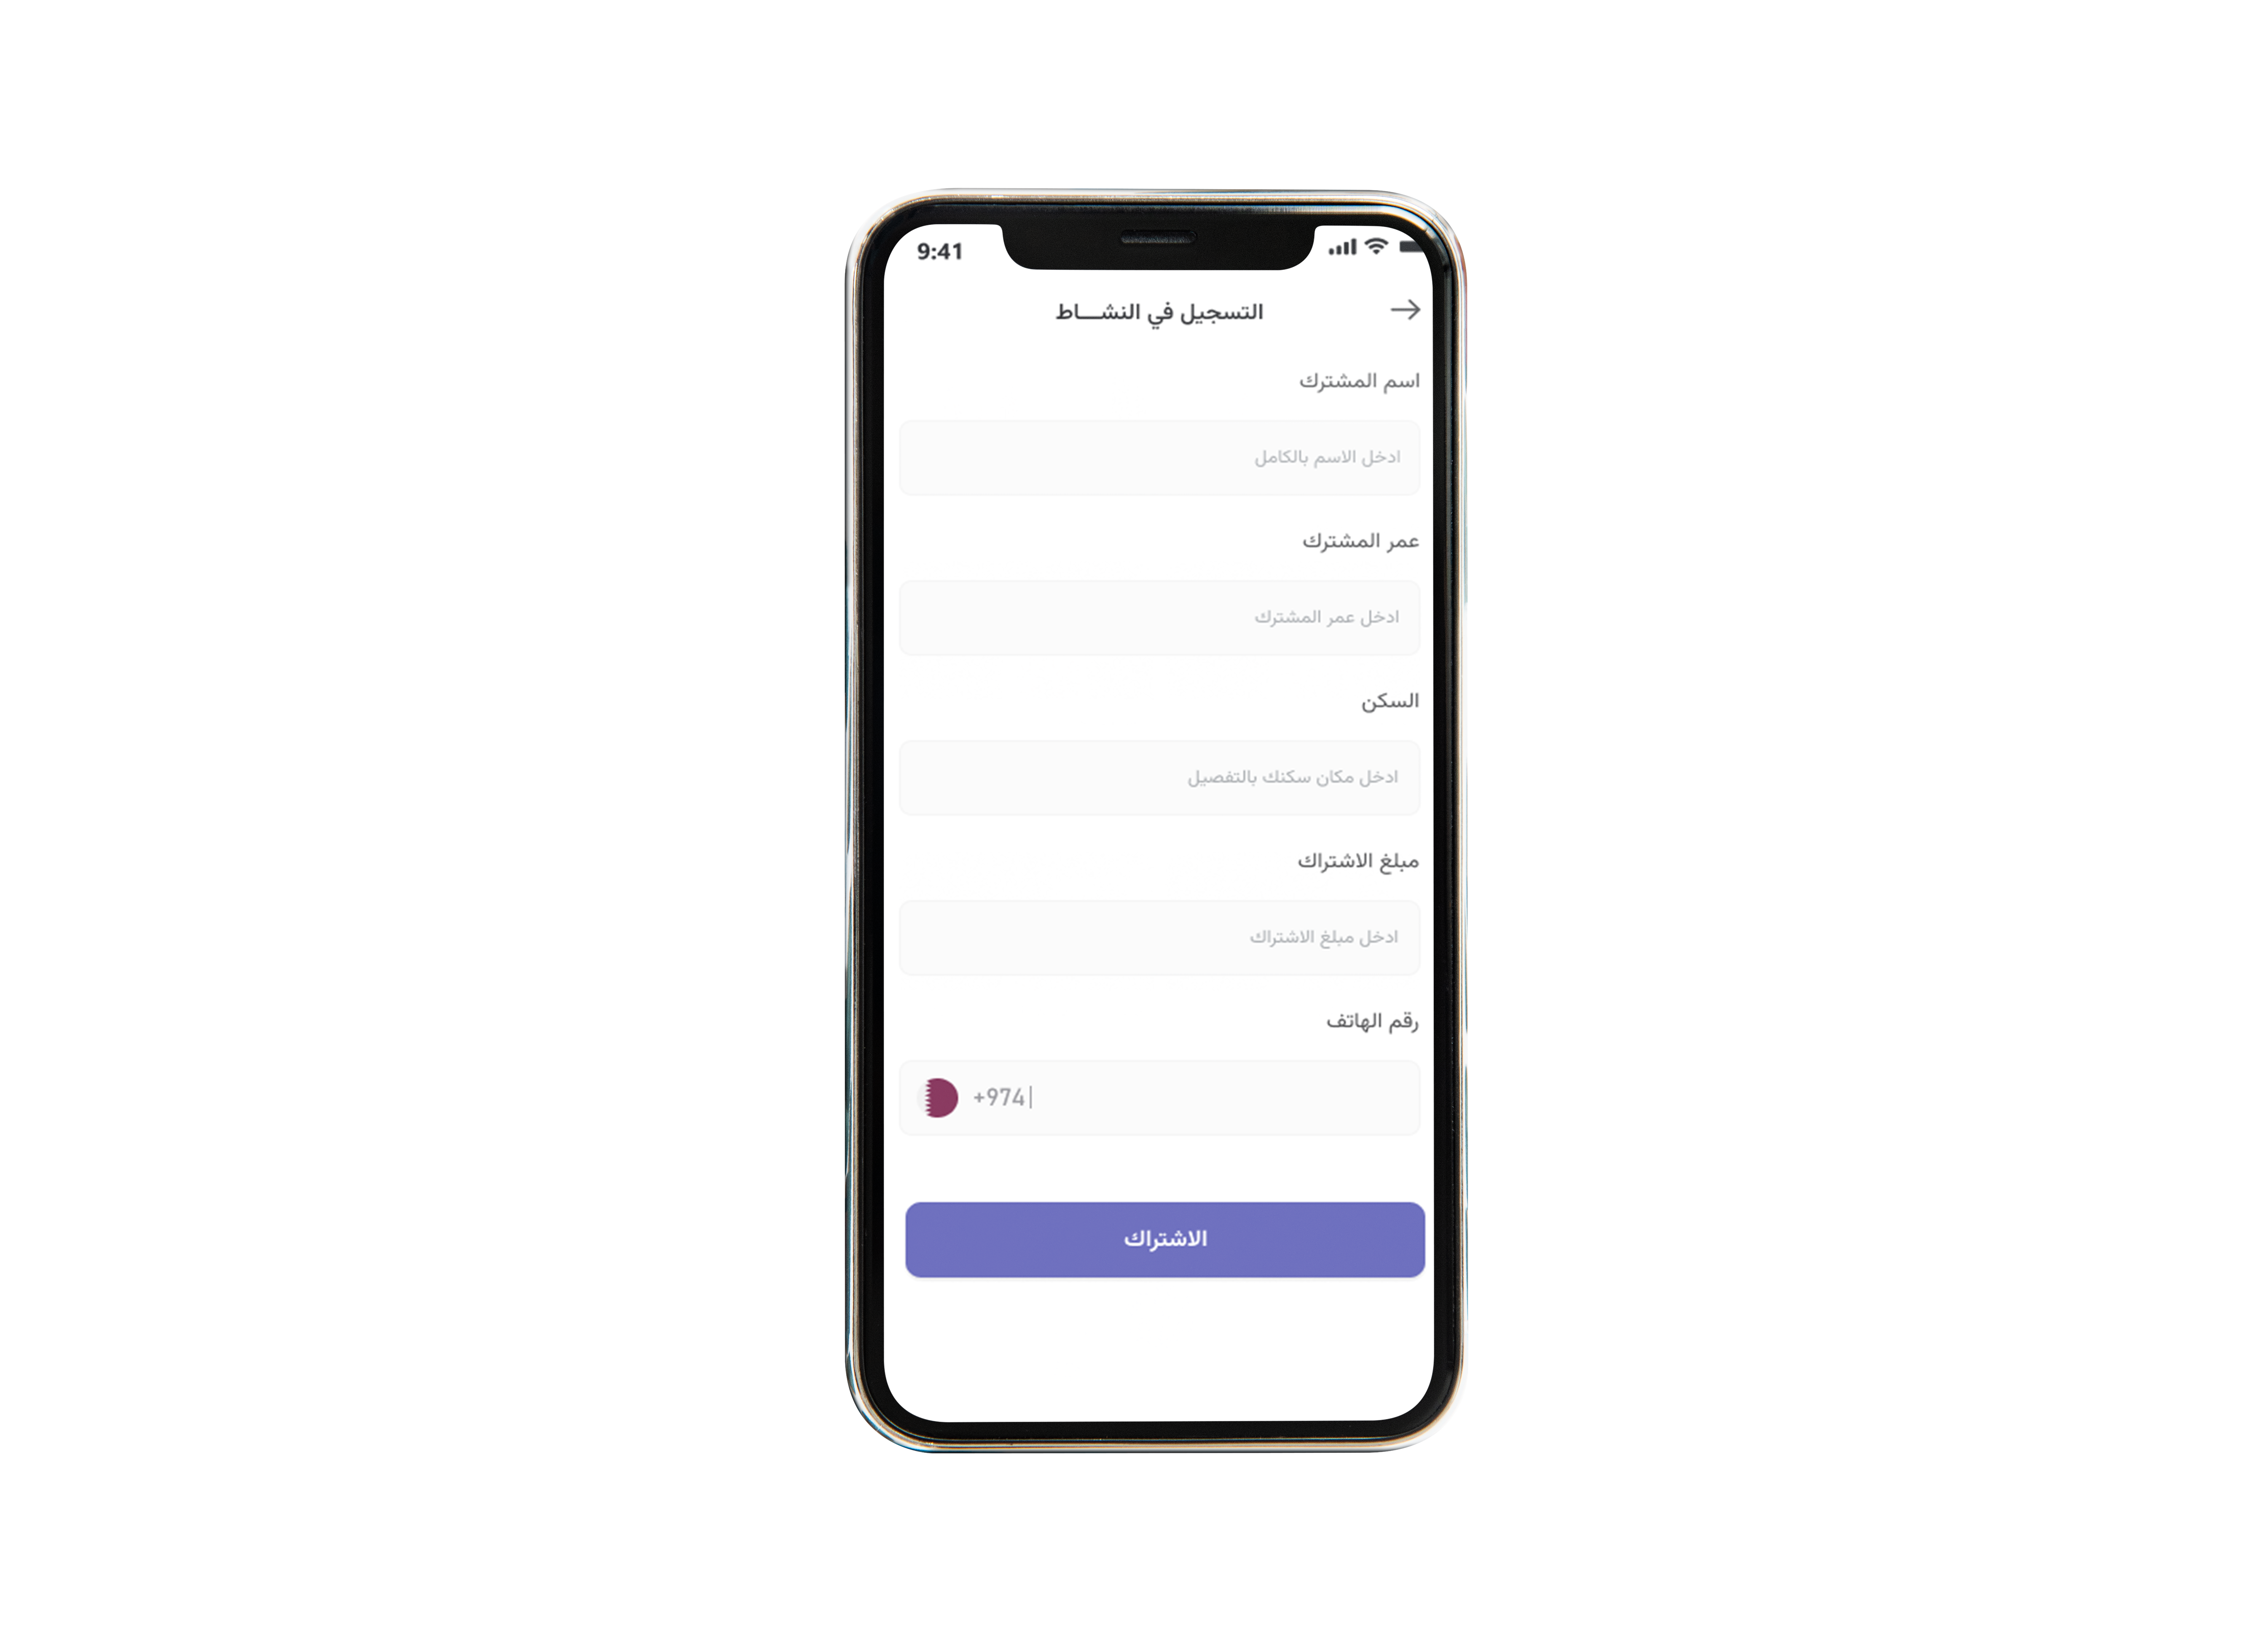 9:41
التسجيل في النشـــاط
اسم المشترك
ادخل الاسم بالكامل
عمر المشترك
ادخل عمر المشترك
السكن
ادخل مكان سكنك بالتفصيل
مبلغ الاشتراك
ادخل مبلغ الاشتراك
رقم الهاتف
+974
الاشتراك